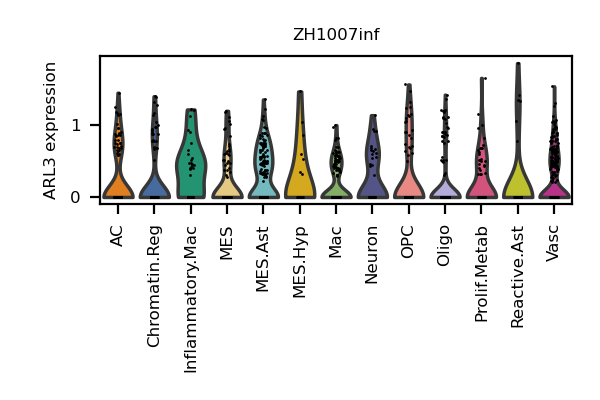 ZH1007inf
ARL3 expression
1
0
AC
Chromatin.Reg
Inflammatory.Mac
MES
MES.Ast
MES.Hyp
Mac
Neuron
OPC
Oligo
Prolif.Metab
Reactive.Ast
Vasc